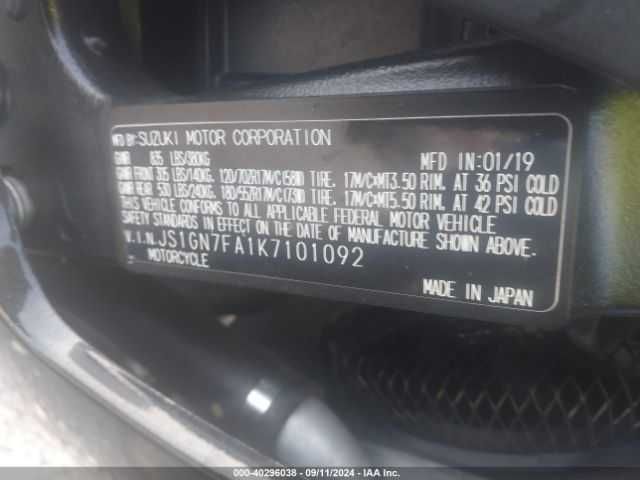 MFD BY:SUZUKI MOTOR CORPORATION
GVWR 835 LBS/380KG MFD IN:01/19
GAWR FRONT 305 LBS/140KG. 120/70ZR17M/C(58W) TIRE. 17M/C×MT3.50 RIM. AT 36 PSI COLD
GAWR REAR 530 LBS/240KG. 180/55ZR17M/C(73W) TIRE. 17M/C×MT5.50 RIM. AT 42 PSI COLD
THIS VEHICLE CONFORMS TO ALL APPLICABLE FEDERAL MOTOR VEHICLE
SAFETY STANDARDS IN EFFECT ON THE DATE OF MANUFACTURE SHOWN ABOVE.
V.I.N.JS1GN7FA1K7101092
MOTORCYCLE
MADE IN JAPAN
000-40296038 - 09/11/2024 - IAA Inc.